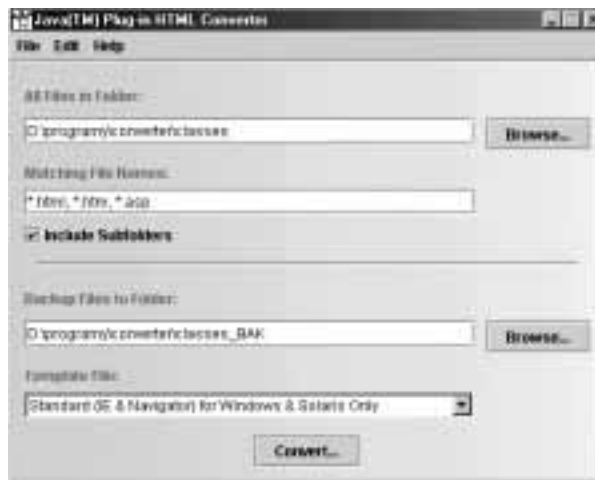 Java(TM) Plug-in HTML Converter
File Edit Help
All Files in Folder:
D:\program\converter\classes
Browse...
Matching File Names:
*.html, *.htm, *.asp
Include Subfolders
Backup Files to Folder:
D:\program\converter\classes_BAK
Browse...
Template File:
Standard (IE & Navigator) for Windows & Solaris Only
Convert...